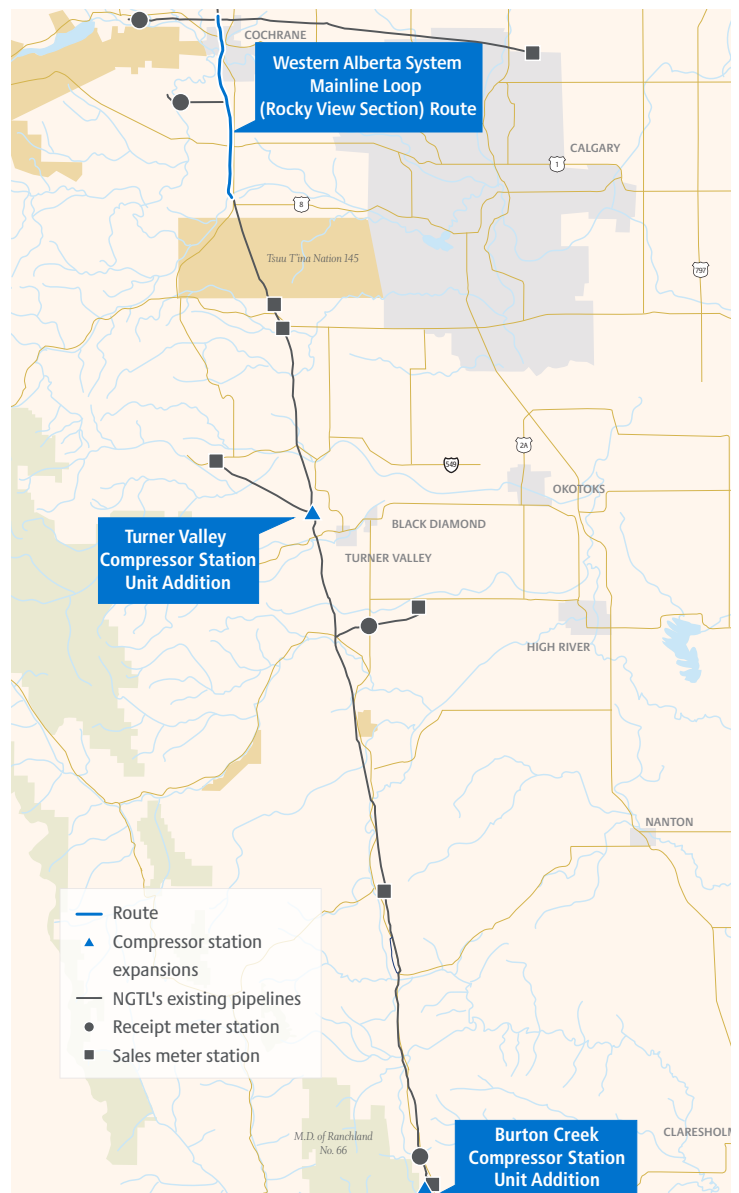 COCHRANE
Western Alberta System
Mainline Loop
(Rocky View Section) Route
CALGARY
1
8
Tsuu T'ina Nation 145
797
2A
549
OKOTOKS
BLACK DIAMOND
Turner Valley
Compressor Station
Unit Addition
TURNER VALLEY
HIGH RIVER
NANTON
Route
Compressor station
expansions
NGTL's existing pipelines
Receipt meter station
Sales meter station
M.D. of Ranchland
No. 66
Burton Creek
Compressor Station
Unit Addition
CLARESHOLM